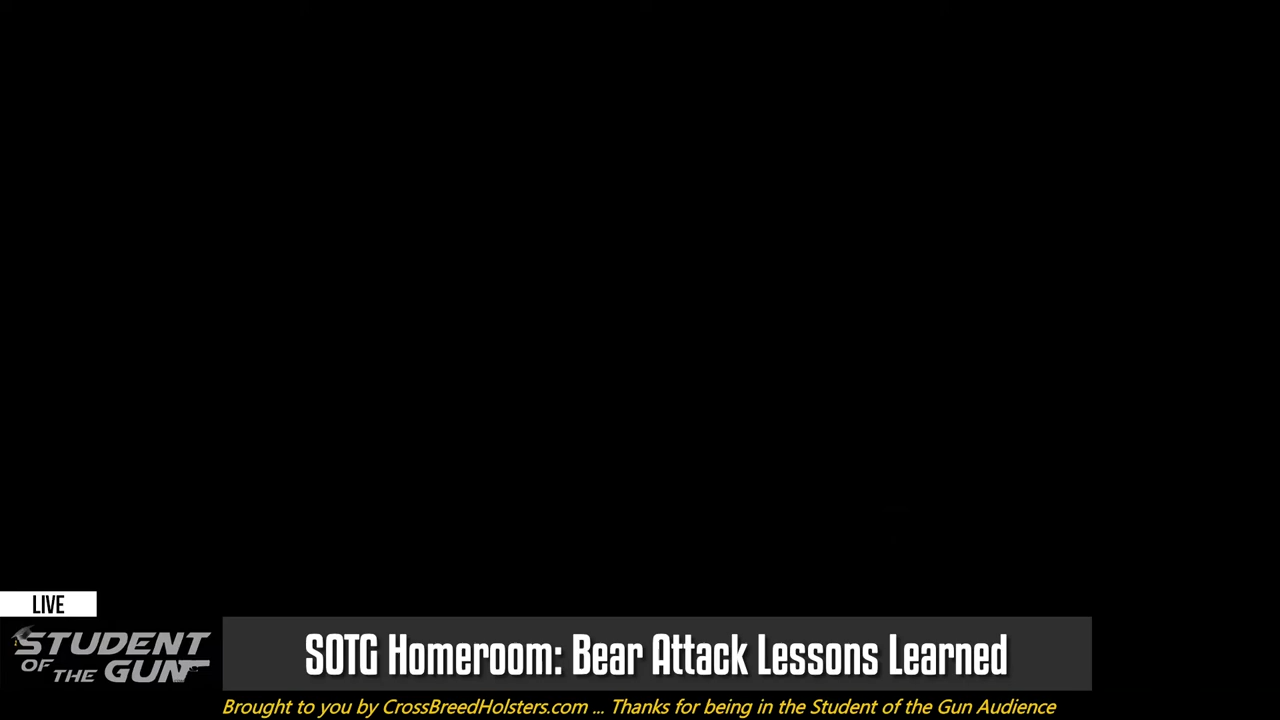 LIVE
STUDENT
OF THE GUN
SOTG Homeroom: Bear Attack Lessons Learned
Brought to you by CrossBreedHolsters.com ... Thanks for being in the Student of the Gun Audience